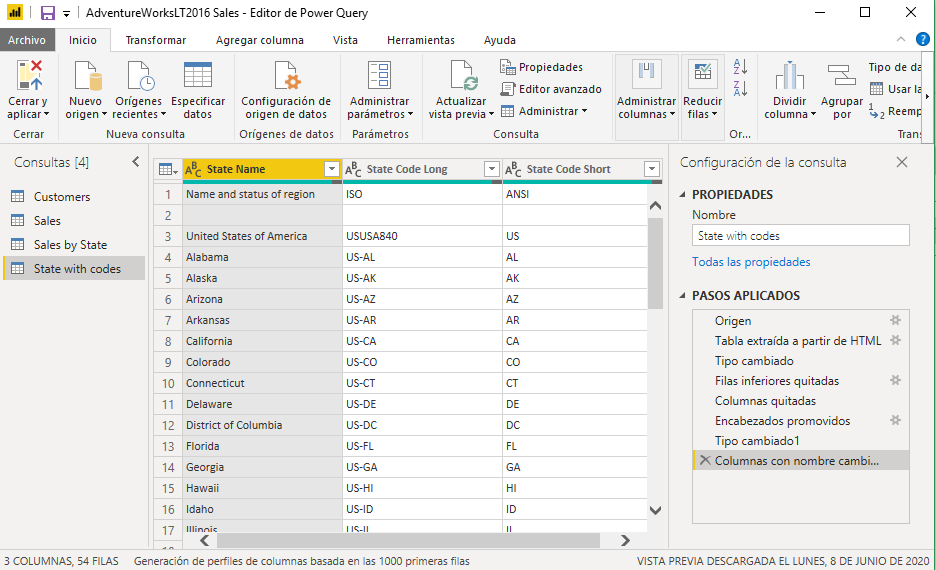 AdventureWorksLT2016 Sales - Editor de Power Query
Archivo Inicio Transformar Agregar columna Vista Herramientas Ayuda
Cerrar y aplicar
Nuevo origen
Orígenes recientes
Especificar datos
Configuración de origen de datos
Administrar parámetros
Actualizar vista previa
Propiedades
Editor avanzado
Administrar
Administrar columnas
Reducir filas
Dividir columna
Agrupar por
Tipo de da
Usar la
Reemp
Cerrar Nueva consulta Orígenes de datos Parámetros Consulta Or... Trans
Consultas [4]
Customers
Sales
Sales by State
State with codes
ABC State Name ABC State Code Long ABC State Code Short
1 Name and status of region ISO ANSI
2
3 United States of America USUSA840 US
4 Alabama US-AL AL
5 Alaska US-AK AK
6 Arizona US-AZ AZ
7 Arkansas US-AR AR
8 California US-CA CA
9 Colorado US-CO CO
10 Connecticut US-CT CT
11 Delaware US-DE DE
12 District of Columbia US-DC DC
13 Florida US-FL FL
14 Georgia US-GA GA
15 Hawaii US-HI HI
16 Idaho US-ID ID
17 Illinois US-IL IL
Configuración de la consulta
PROPIEDADES
Nombre
State with codes
Todas las propiedades
PASOS APLICADOS
Origen
Tabla extraída a partir de HTML
Tipo cambiado
Filas inferiores quitadas
Columnas quitadas
Encabezados promovidos
Tipo cambiado1
Columnas con nombre cambi...
3 COLUMNS, 54 FILAS Generación de perfiles de columnas basada en las 1000 primeras filas VISTA PREVIA DESCARGADA EL LUNES, 8 DE JUNIO DE 2020